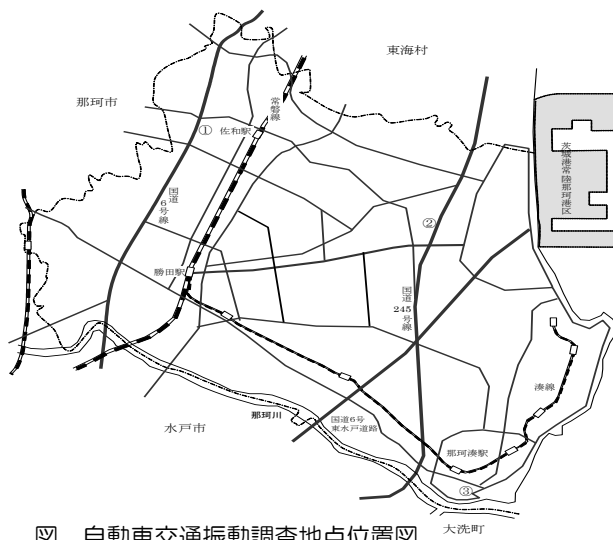 東海村
那珂市
常磐線
①
佐和駅
茨城港常陸那珂港区
国道
6号線
②
勝田駅
国道
245号線
湊線
那珂川
国道6号
東水戸道路
水戸市
那珂湊駅
③
大洗町
図 自動車交通振動調査地点位置図